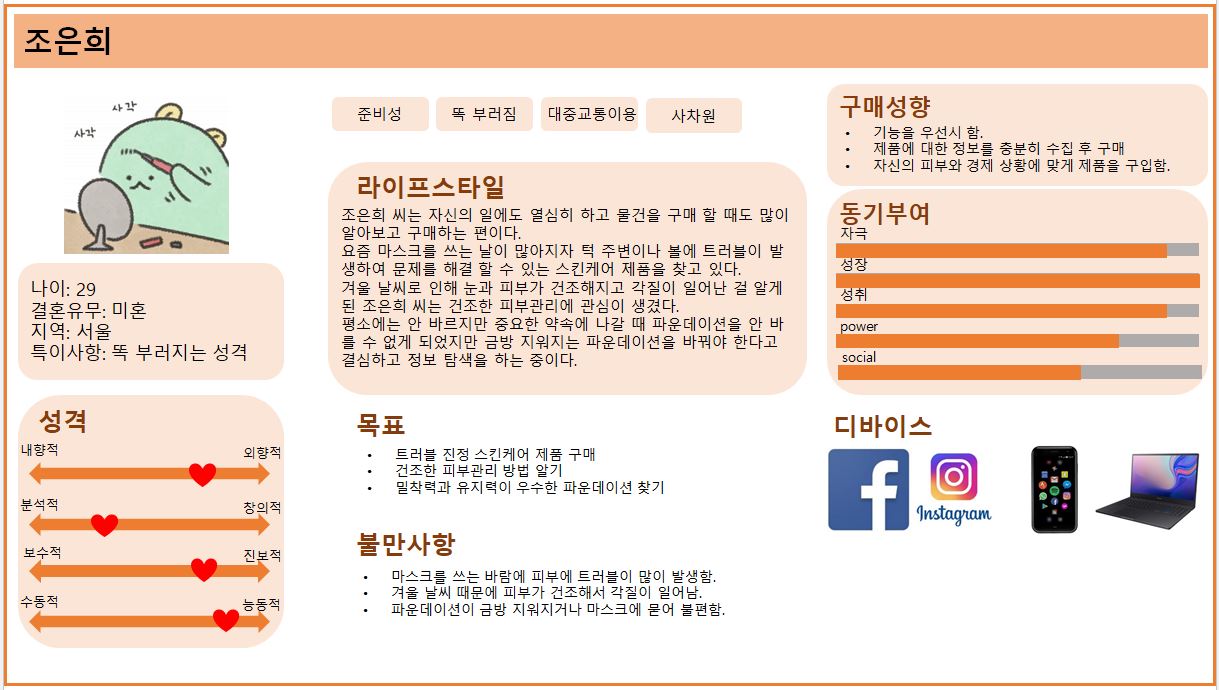 조은희
사각
사각
나이: 29
결혼유무: 미혼
지역: 서울
특이사항: 똑 부러지는 성격
성격
내향적 외향적
분석적 창의적
보수적 진보적
수동적 능동적
준비성 똑 부러짐 대중교통이용 사차원
라이프스타일
조은희 씨는 자신의 일에도 열심히 하고 물건을 구매 할 때도 많이
알아보고 구매하는 편이다.
요즘 마스크를 쓰는 날이 많아지자 턱 주변이나 볼에 트러블이 발
생하여 문제를 해결 할 수 있는 스킨케어 제품을 찾고 있다.
겨울 날씨로 인해 눈과 피부가 건조해지고 각질이 일어난 걸 알게
된 조은희 씨는 건조한 피부관리에 관심이 생겼다.
평소에는 안 바르지만 중요한 약속에 나갈 때 파운데이션을 안 바
를 수 없게 되었지만 금방 지워지는 파운데이션을 바꿔야 한다고
결심하고 정보 탐색을 하는 중이다.
목표
• 트러블 진정 스킨케어 제품 구매
• 건조한 피부관리 방법 알기
• 밀착력과 유지력이 우수한 파운데이션 찾기
불만사항
• 마스크를 쓰는 바람에 피부에 트러블이 많이 발생함.
• 겨울 날씨 때문에 피부가 건조해서 각질이 일어남.
• 파운데이션이 금방 지워지거나 마스크에 묻어 불편함.
구매성향
• 기능을 우선시 함.
• 제품에 대한 정보를 충분히 수집 후 구매
• 자신의 피부와 경제 상황에 맞게 제품을 구입함.
동기부여
자극
성장
성취
power
social
디바이스
f
Instagram